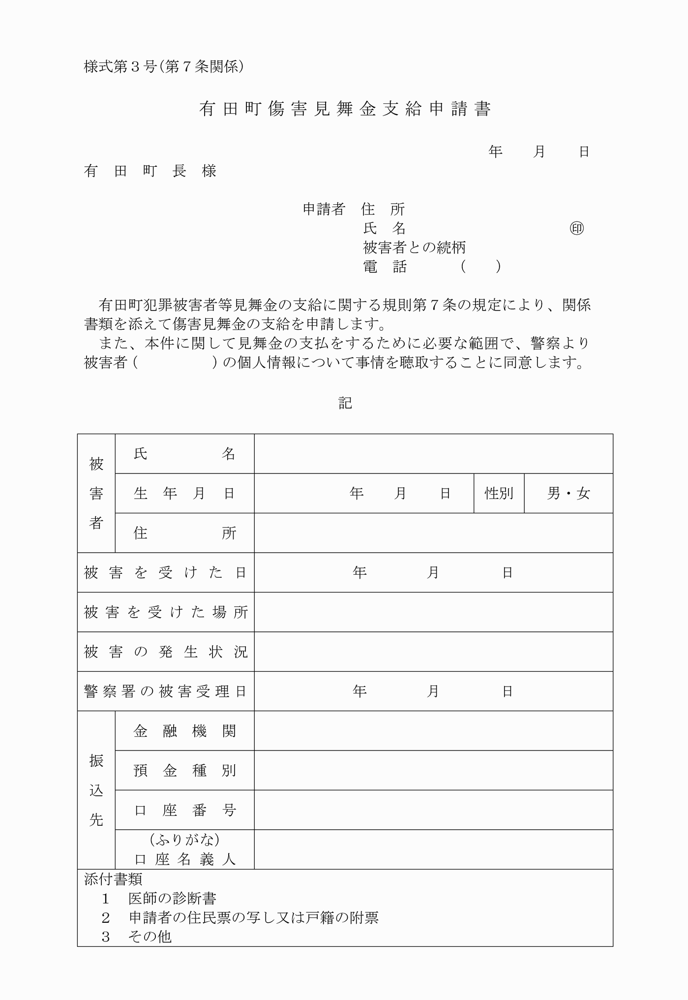 様式第３号（第７条関係）
有田町傷害見舞金支給申請書
年　　月　　日
有　田　町　長　様
申請者　住　所
氏　名　　　　　　　　　　　㊞
被害者との続柄
電　話　　　（　　）
有田町犯罪被害者等見舞金の支給に関する規則第７条の規定により、関係
書類を添えて傷害見舞金の支給を申請します。
また、本件に関して見舞金の支払をするために必要な範囲で、警察より
被害者（　　　　　）の個人情報について事情を聴取することに同意します。
記
被害者
氏　　　　　名
生　年　月　日　　　年　　月　　日　性別　男・女
住　　　　　所
被害を受けた日　　　年　　　　月　　　　日
被害を受けた場所
被害の発生状況
警察署の被害受理日　　　年　　　　月　　　　日
振込先
金　融　機　関
預　金　種　別
口　座　番　号
（ふりがな）
口座名義人
添付書類
１　医師の診断書
２　申請者の住民票の写し又は戸籍の附票
３　その他